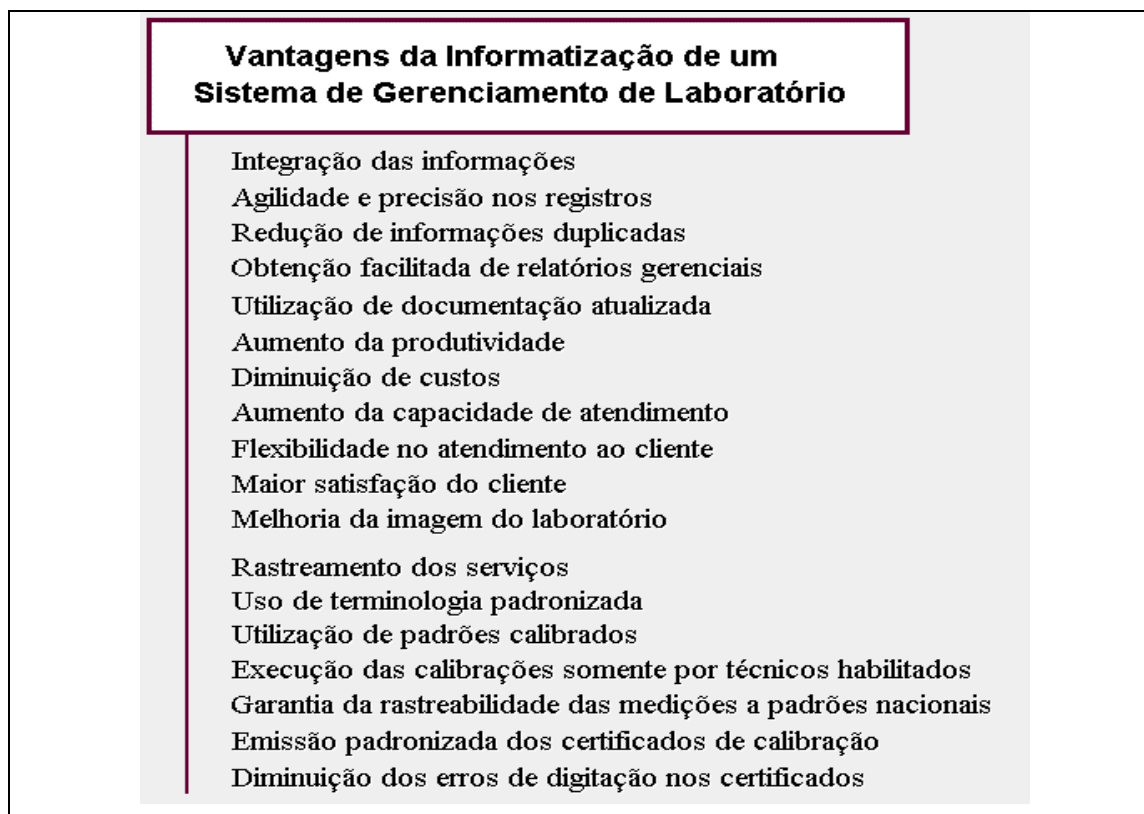 Vantagens da Informatização de um
Sistema de Gerenciamento de Laboratório
Integração das informações
Agilidade e precisão nos registros
Redução de informações duplicadas
Obtenção facilitada de relatórios gerenciais
Utilização de documentação atualizada
Aumento da produtividade
Diminuição de custos
Aumento da capacidade de atendimento
Flexibilidade no atendimento ao cliente
Maior satisfação do cliente
Melhoria da imagem do laboratório
Rastreamento dos serviços
Uso de terminologia padronizada
Utilização de padrões calibrados
Execução das calibrações somente por técnicos habilitados
Garantia da rastreabilidade das medições a padrões nacionais
Emissão padronizada dos certificados de calibração
Diminuição dos erros de digitação nos certificados